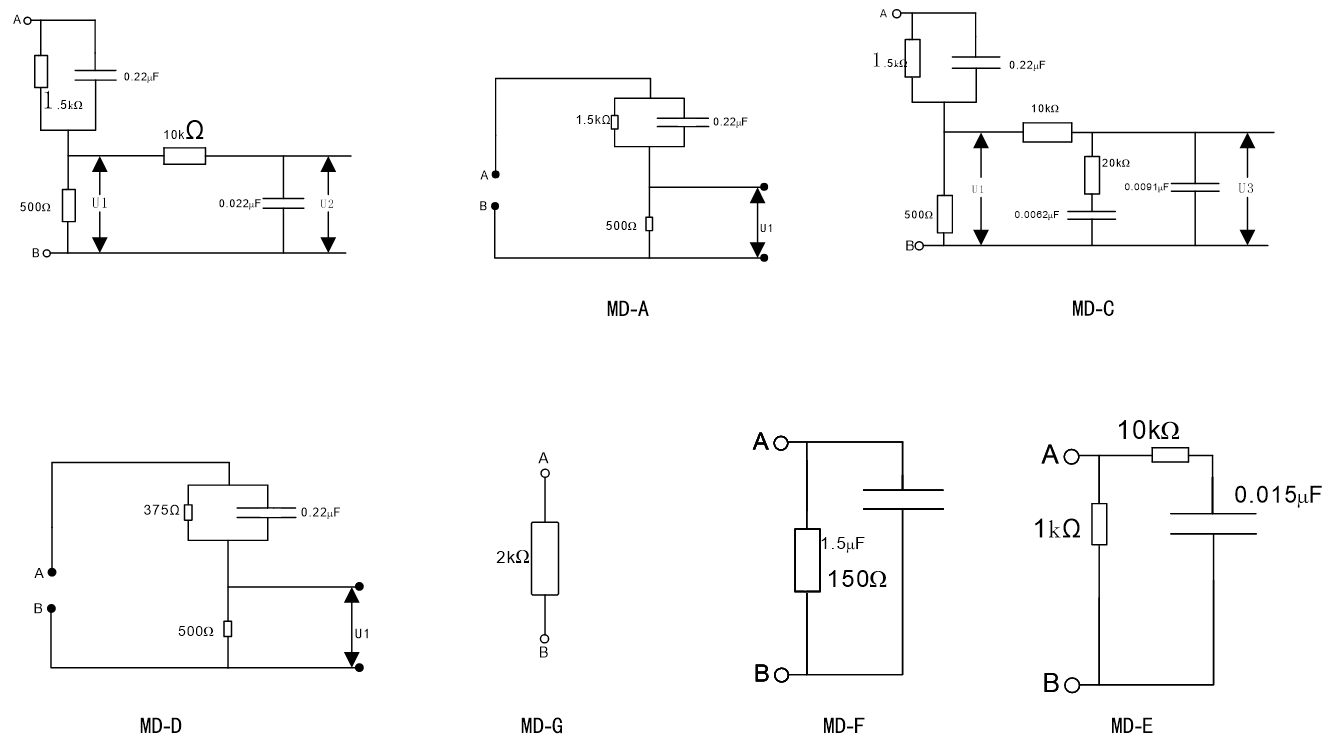 A
0.22μF
1.5kΩ
10kΩ
500Ω
U1
0.022μF
U2
B
1.5kΩ
0.22μF
A
B
500Ω
U1
MD-A
A
1.5kΩ
0.22μF
10kΩ
20kΩ
U1
0.0091μF
U3
500Ω
0.0062μF
B
MD-C
375Ω
0.22μF
A
B
500Ω
U1
MD-D
A
2kΩ
B
MD-G
A
1.5μF
150Ω
B
MD-F
10kΩ
A
0.015μF
1kΩ
B
MD-E